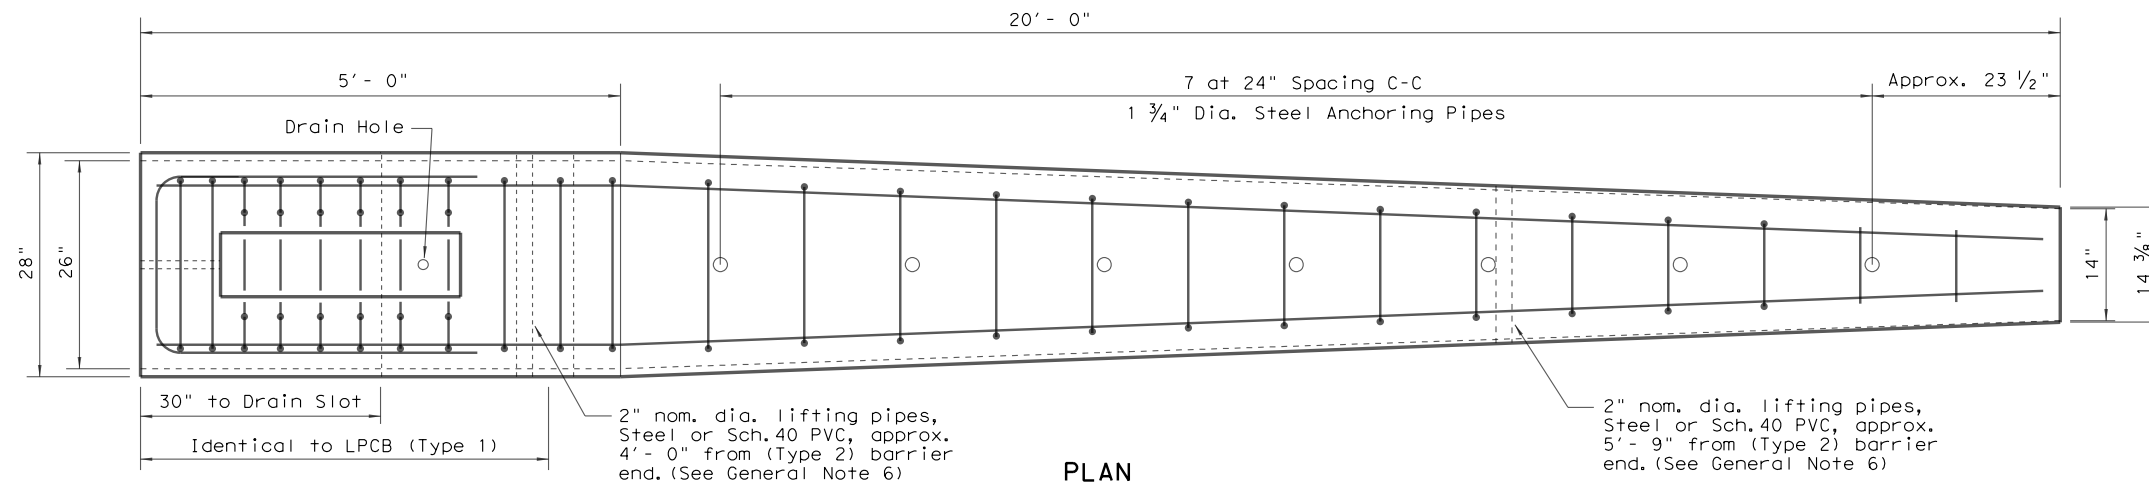 20'- 0"
5'- 0"
7 at 24" Spacing C-C
Approx. 23 1/2"
1 3/4" Dia. Steel Anchoring Pipes
Drain Hole
28"
26"
14"
14 3/8"
30" to Drain Slot
Identical to LPCB (Type 1)
2" nom. dia. lifting pipes,
Steel or Sch.40 PVC, approx.
4'- 0" from (Type 2) barrier
end.(See General Note 6)
2" nom. dia. lifting pipes,
Steel or Sch.40 PVC, approx.
5'- 9" from (Type 2) barrier
end.(See General Note 6)
PLAN